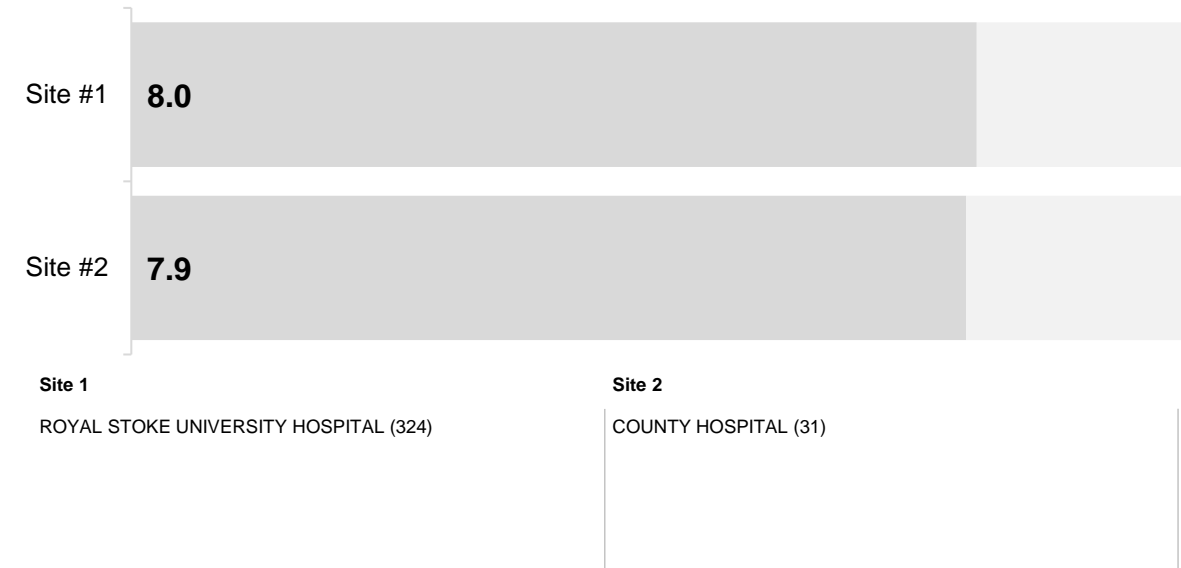 Site #1
8.0
Site #2
7.9
Site 1
Site 2
ROYAL STOKE UNIVERSITY HOSPITAL (324)
COUNTY HOSPITAL (31)